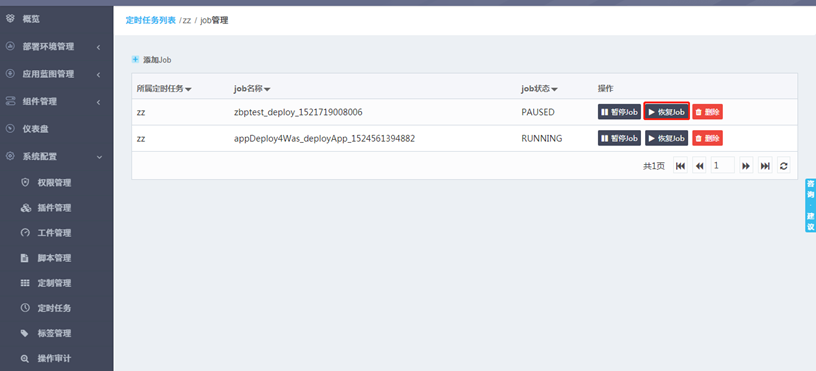 概览
部署环境管理
应用蓝图管理
组件管理
仪表盘
系统配置
权限管理
插件管理
工件管理
脚本管理
定制管理
定时任务
标签管理
操作审计
定时任务列表 / zz / job管理
添加Job
所属定时任务 job名称 job状态 操作
zz zbptest_deploy_1521719008006 PAUSED 暂停Job 恢复Job 删除
zz appDeploy4Was_deployApp_1524561394882 RUNNING 暂停Job 恢复Job 删除
共1页 1
咨询·建议